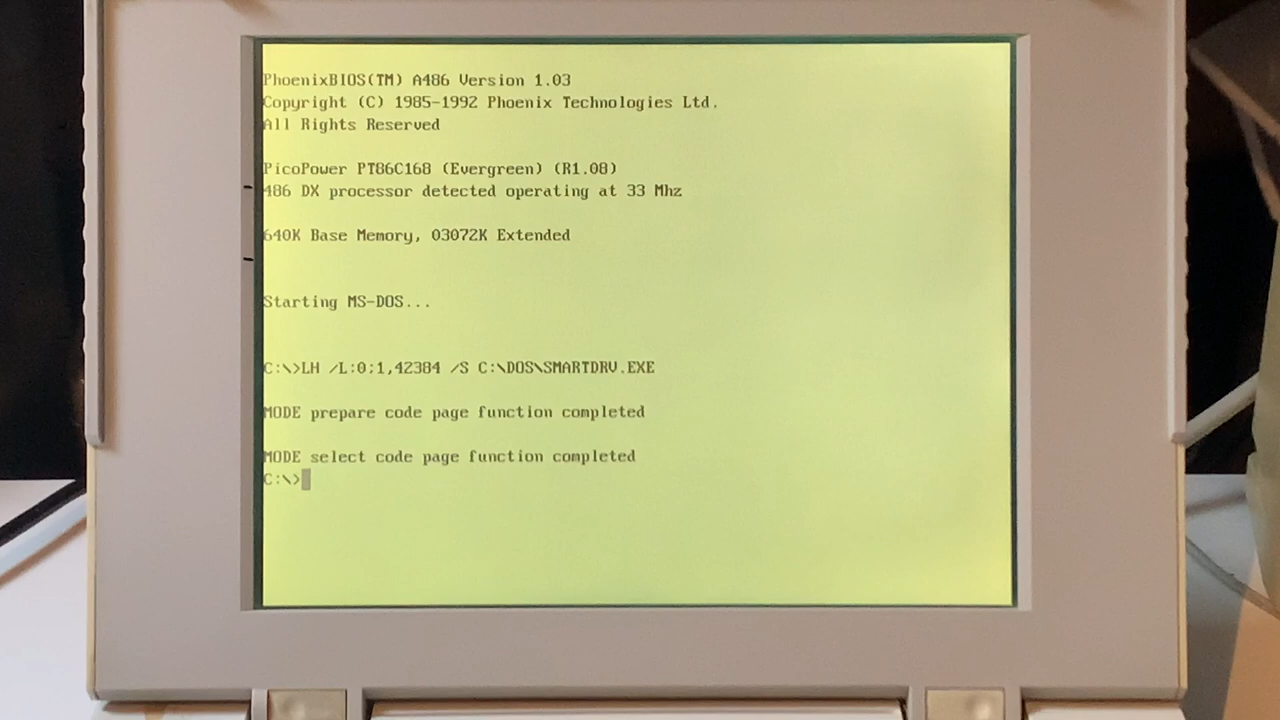 PhoenixBIOS(TM) A486 Version 1.03
Copyright (C) 1985-1992 Phoenix Technologies Ltd.
All Rights Reserved
PicoPower PT86C168 (Evergreen) (R1.08)
486 DX processor detected operating at 33 Mhz
640K Base Memory, 03072K Extended
Starting MS-DOS...
C:\>LH /L:0;1,42384 /S C:\DOS\SMARTDRV.EXE
MODE prepare code page function completed
MODE select code page function completed
C:\>